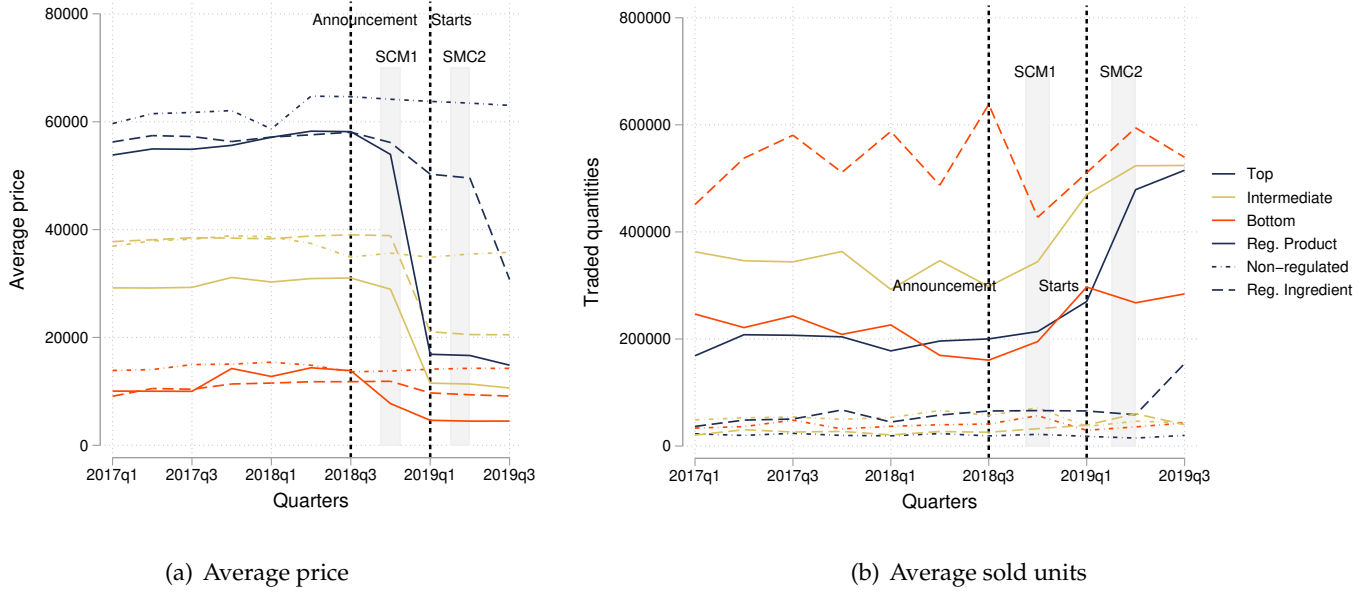 80000
60000
40000
20000
0
Average price
Announcement
Starts
SCM1
SMC2
2017q1
2017q3
2018q1
2018q3
2019q1
2019q3
Quarters
(a) Average price
800000
600000
400000
200000
0
Traded quantities
SCM1
SMC2
Announcement
Starts
2017q1
2017q3
2018q1
2018q3
2019q1
2019q3
Quarters
(b) Average sold units
Top
Intermediate
Bottom
Reg. Product
Non−regulated
Reg. Ingredient